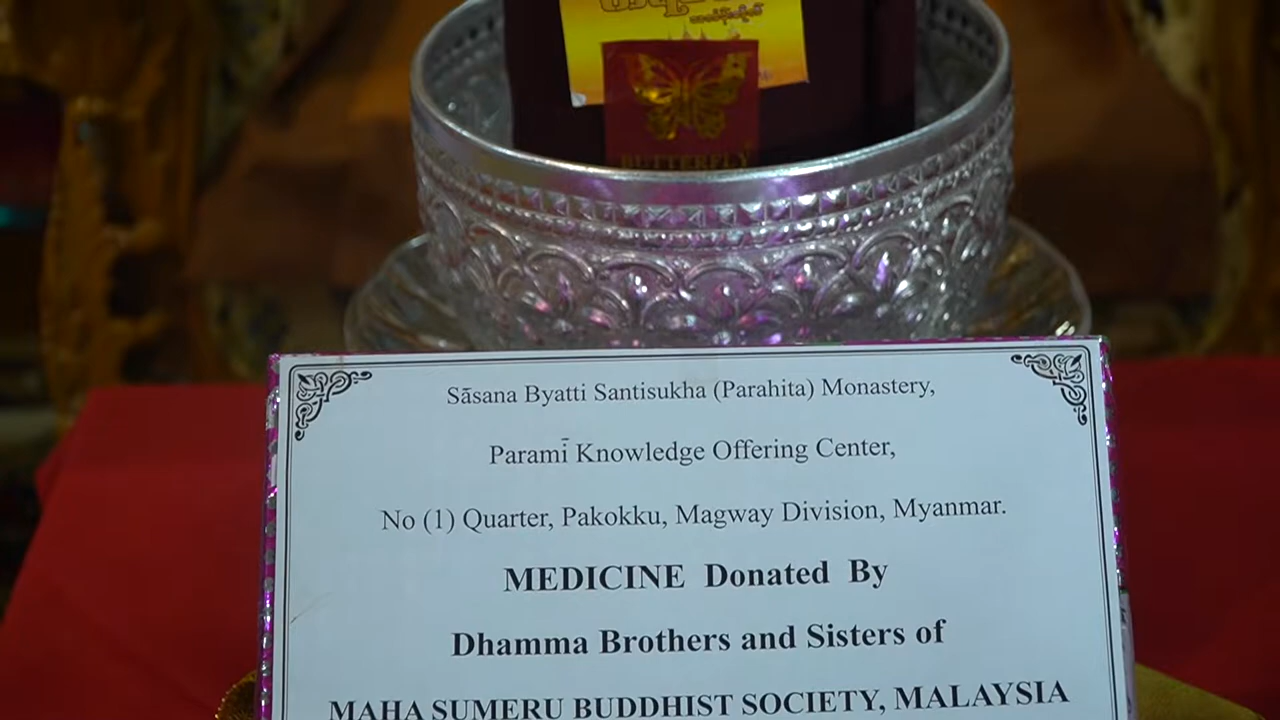 BUTTERFLY
Sāsana Byatti Santisukha (Parahita) Monastery,
Paramī Knowledge Offering Center,
No (1) Quarter, Pakokku, Magway Division, Myanmar.
MEDICINE Donated By
Dhamma Brothers and Sisters of
MAHA SUMERU BUDDHIST SOCIETY, MALAYSIA